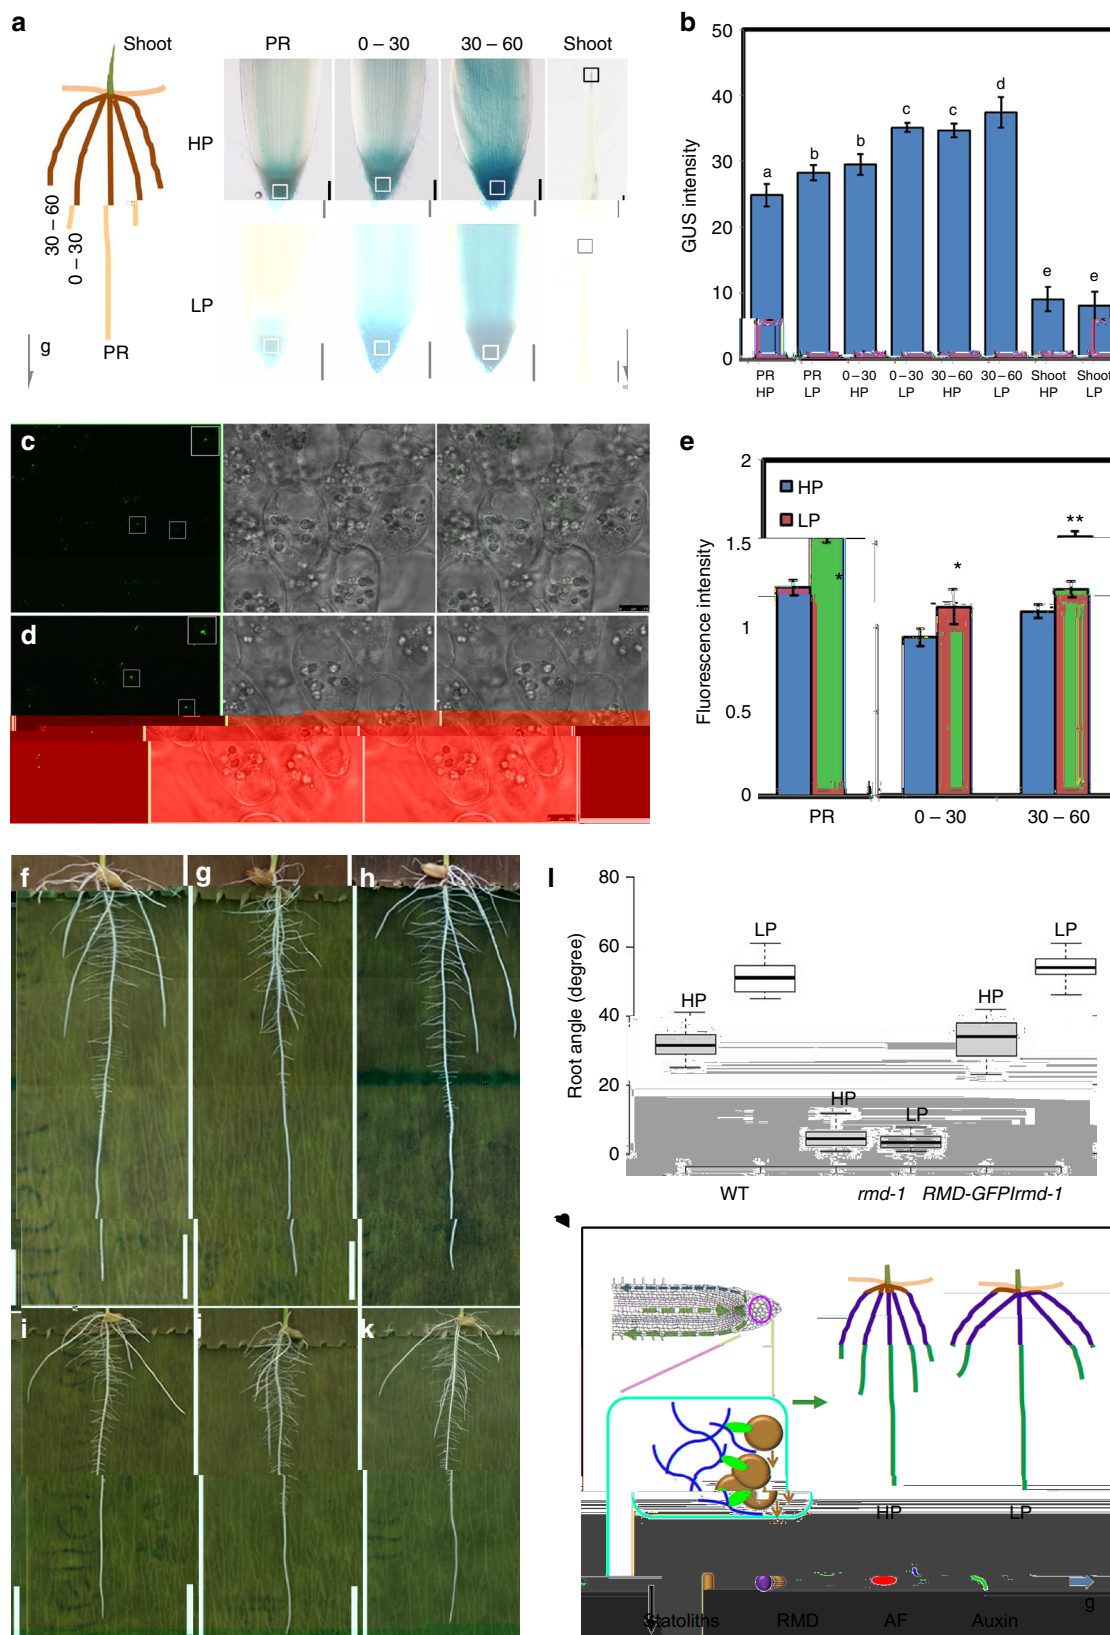 a
Shoot
PR
0 – 30
30 – 60
Shoot
HP
LP
30 – 60
0 – 30
PR
g
b
GUS intensity
50
40
30
20
10
0
a
b
b
c
c
d
e
e
PR HP
PR LP
0 – 30 HP
0 – 30 LP
30 – 60 HP
30 – 60 LP
Shoot HP
Shoot LP
c
d
e
Fluorescence intensity
2
1.5
1
0.5
0
HP
LP
*
*
**
PR
0 – 30
30 – 60
f
g
h
i
j
k
l
Root angle (degree)
80
60
40
20
0
HP
LP
HP
LP
HP
LP
WT
rmd-1
RMD-GFP/rmd-1
HP
LP
g
Statoliths
RMD
AF
Auxin